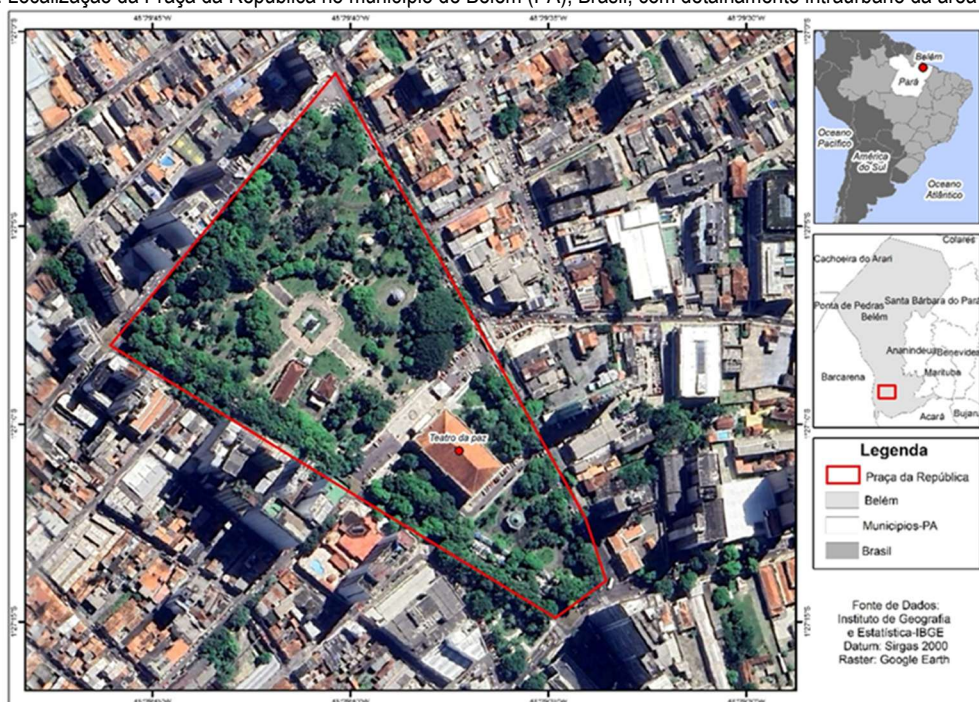 Localização da Praça da República no município de Belém (PA), Brasil, com detalhamento intraurbano da área
Teatro da paz
Belém
Pará
Oceano
Pacífico
América
do Sul
Oceano
Atlântico
Colares
Cachoeira do Arari
Ponta de Pedras
Santa Bárbara do Pará
Belém
Ananindeua
Benevides
Marituba
Barcarena
Acará
Bujar
Legenda
Praça da República
Belém
Municipios-PA
Brasil
Fonte de Dados:
Instituto de Geografia
e Estatística-IBGE
Datum: Sirgas 2000
Raster: Google Earth